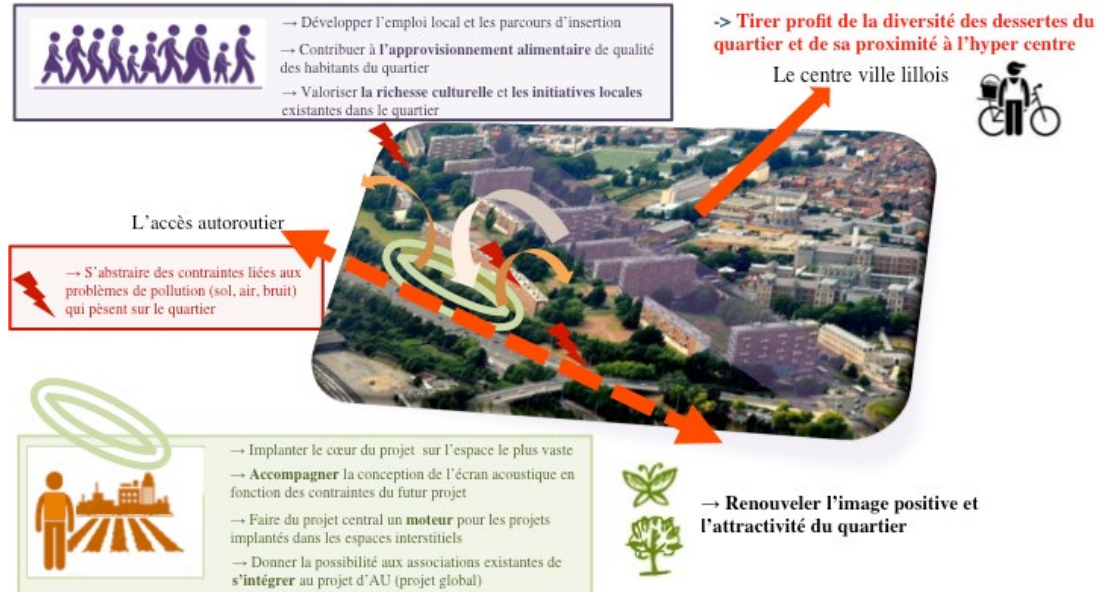 → Développer l'emploi local et les parcours d'insertion
→ Contribuer à l'approvisionnement alimentaire de qualité
des habitants du quartier
→ Valoriser la richesse culturelle et les initiatives locales
existantes dans le quartier
-> Tirer profit de la diversité des dessertes du
quartier et de sa proximité à l'hyper centre
Le centre ville lillois
L'accès autoroutier
→ S'abstraire des contraintes liées aux
problèmes de pollution (sol, air, bruit)
qui pèsent sur le quartier
→ Implanter le cœur du projet sur l'espace le plus vaste
→ Accompagner la conception de l'écran acoustique en
fonction des contraintes du futur projet
→ Faire du projet central un moteur pour les projets
implantés dans les espaces interstitiels
→ Donner la possibilité aux associations existantes de
s'intégrer au projet d'AU (projet global)
→ Renouveler l'image positive et
l'attractivité du quartier